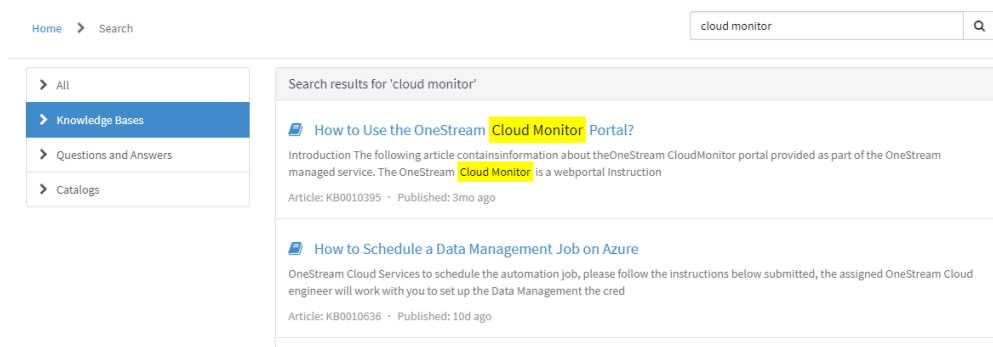 Home > Search
cloud monitor
All
Knowledge Bases
Questions and Answers
Catalogs
Search results for 'cloud monitor'
How to Use the OneStream Cloud Monitor Portal?
Introduction The following article containsinformation about theOneStream CloudMonitor portal provided as part of the OneStream
managed service. The OneStream Cloud Monitor is a webportal Instruction
Article: KB0010395 · Published: 3mo ago
How to Schedule a Data Management Job on Azure
OneStream Cloud Services to schedule the automation job, please follow the instructions below submitted, the assigned OneStream Cloud
engineer will work with you to set up the Data Management the cred
Article: KB0010636 · Published: 10d ago